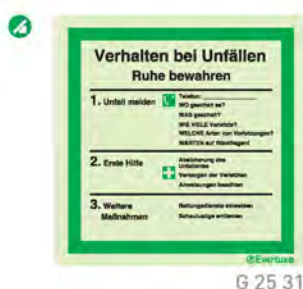 Verhalten bei Unfällen
Ruhe bewahren
1. Unfall melden
Telefon:
WO geschah es?
WAS geschah?
WIE VIELE Verletzte?
WELCHE Arten von Verletzungen?
WARTEN auf Rückfragen!
2. Erste Hilfe
Absicherung des
Unfallortes
Versorgen der Verletzten
Anweisungen beachten
3. Weitere
Maßnahmen
Rettungsdienste einweisen
Schaulustige entfernen
Everluxe
G 25 31